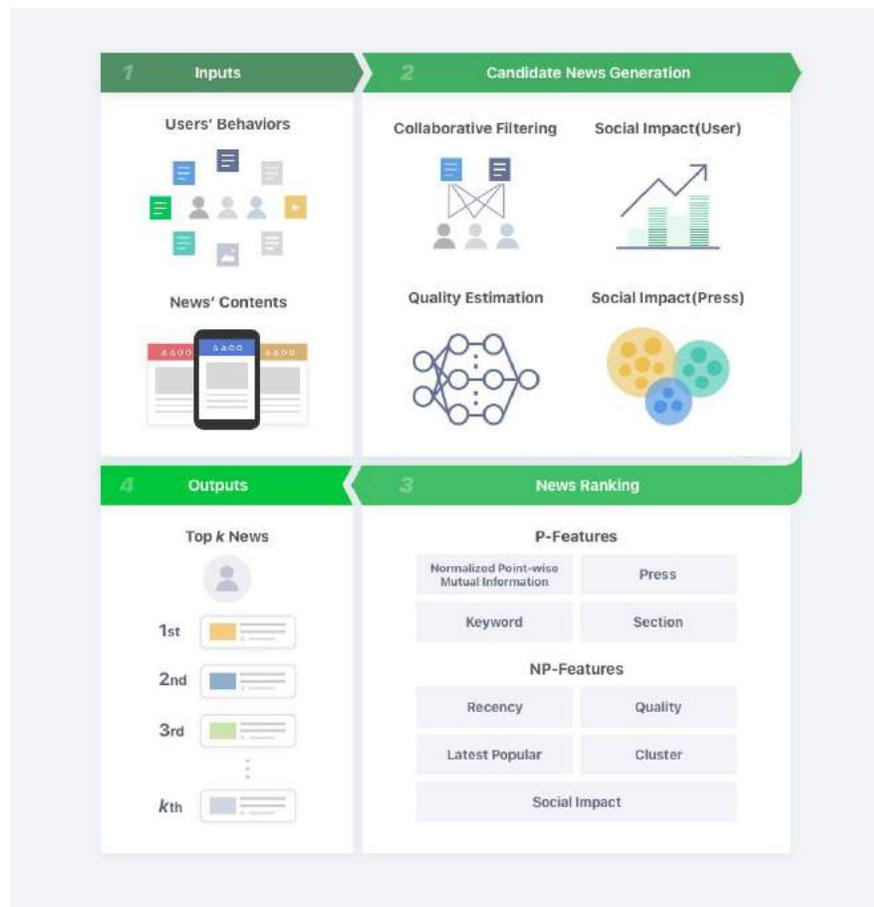 1 Inputs
Users' Behaviors
News' Contents
2 Candidate News Generation
Collaborative Filtering
Social Impact(User)
Quality Estimation
Social Impact(Press)
3 News Ranking
P-Features
Normalized Point-wise
Mutual Information
Press
Keyword
Section
NP-Features
Recency
Quality
Latest Popular
Cluster
Social Impact
4 Outputs
Top k News
1st
2nd
3rd
kth